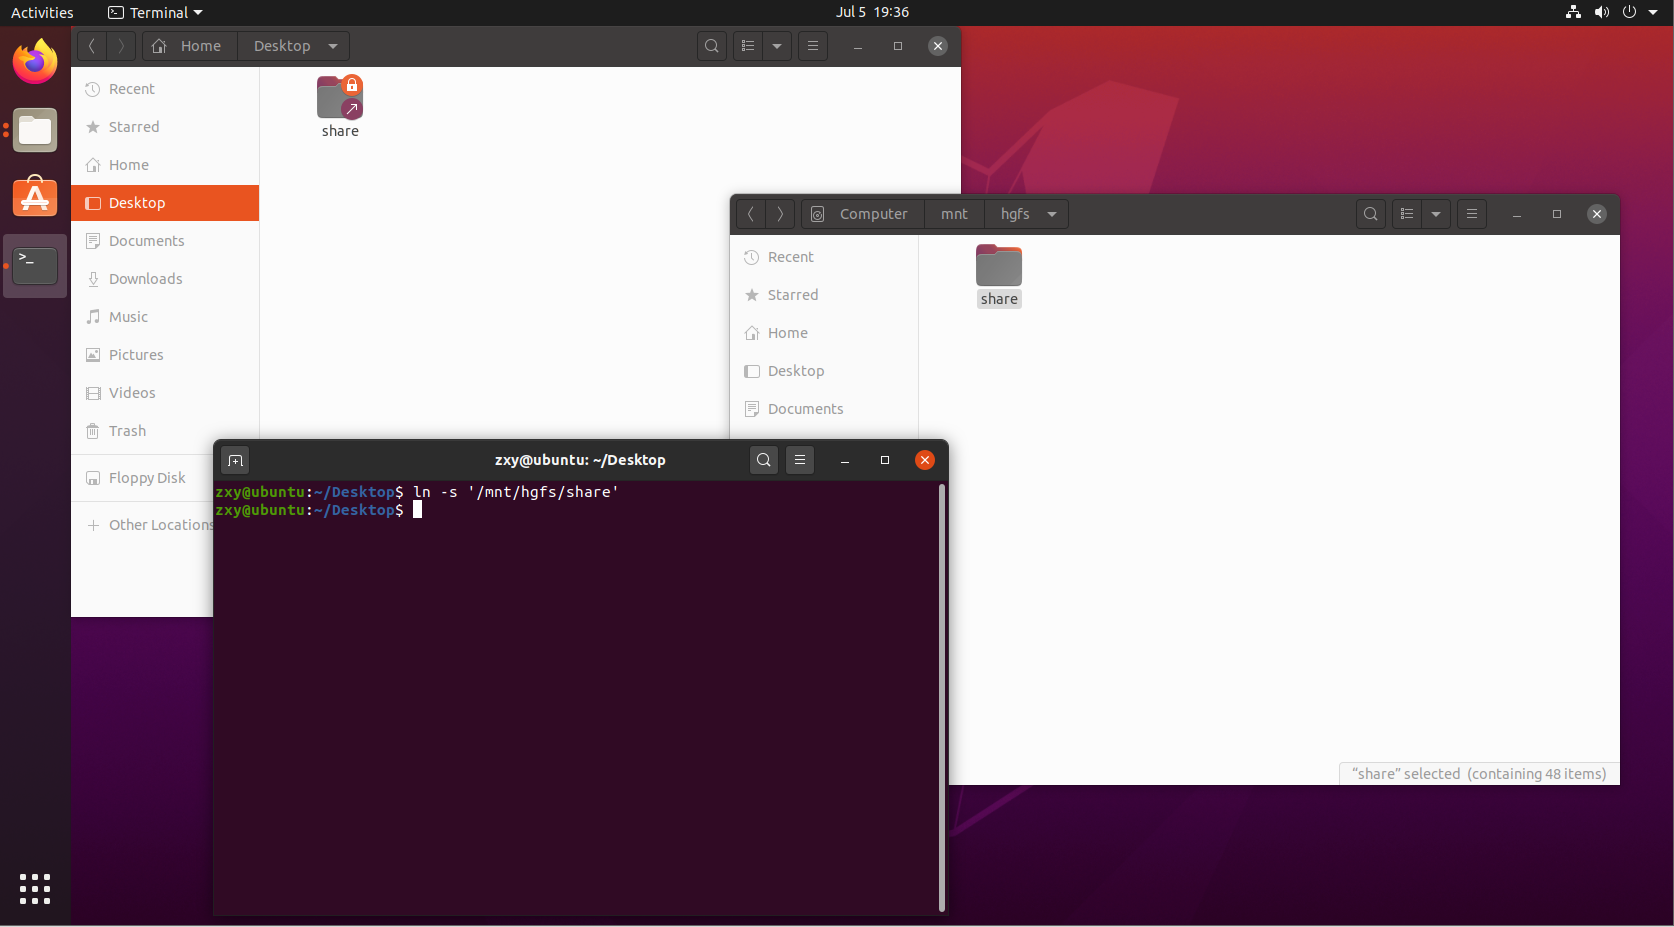 Activities
Terminal
Jul 5 19:36
Home
Desktop
Recent
Starred
Home
Desktop
Documents
Downloads
Music
Pictures
Videos
Trash
Floppy Disk
Other Locations
share
Computer
mnt
hgfs
Recent
Starred
Home
Desktop
Documents
share
“share” selected (containing 48 items)
zxy@ubuntu: ~/Desktop
zxy@ubuntu:~/Desktop$ ln -s '/mnt/hgfs/share'
zxy@ubuntu:~/Desktop$